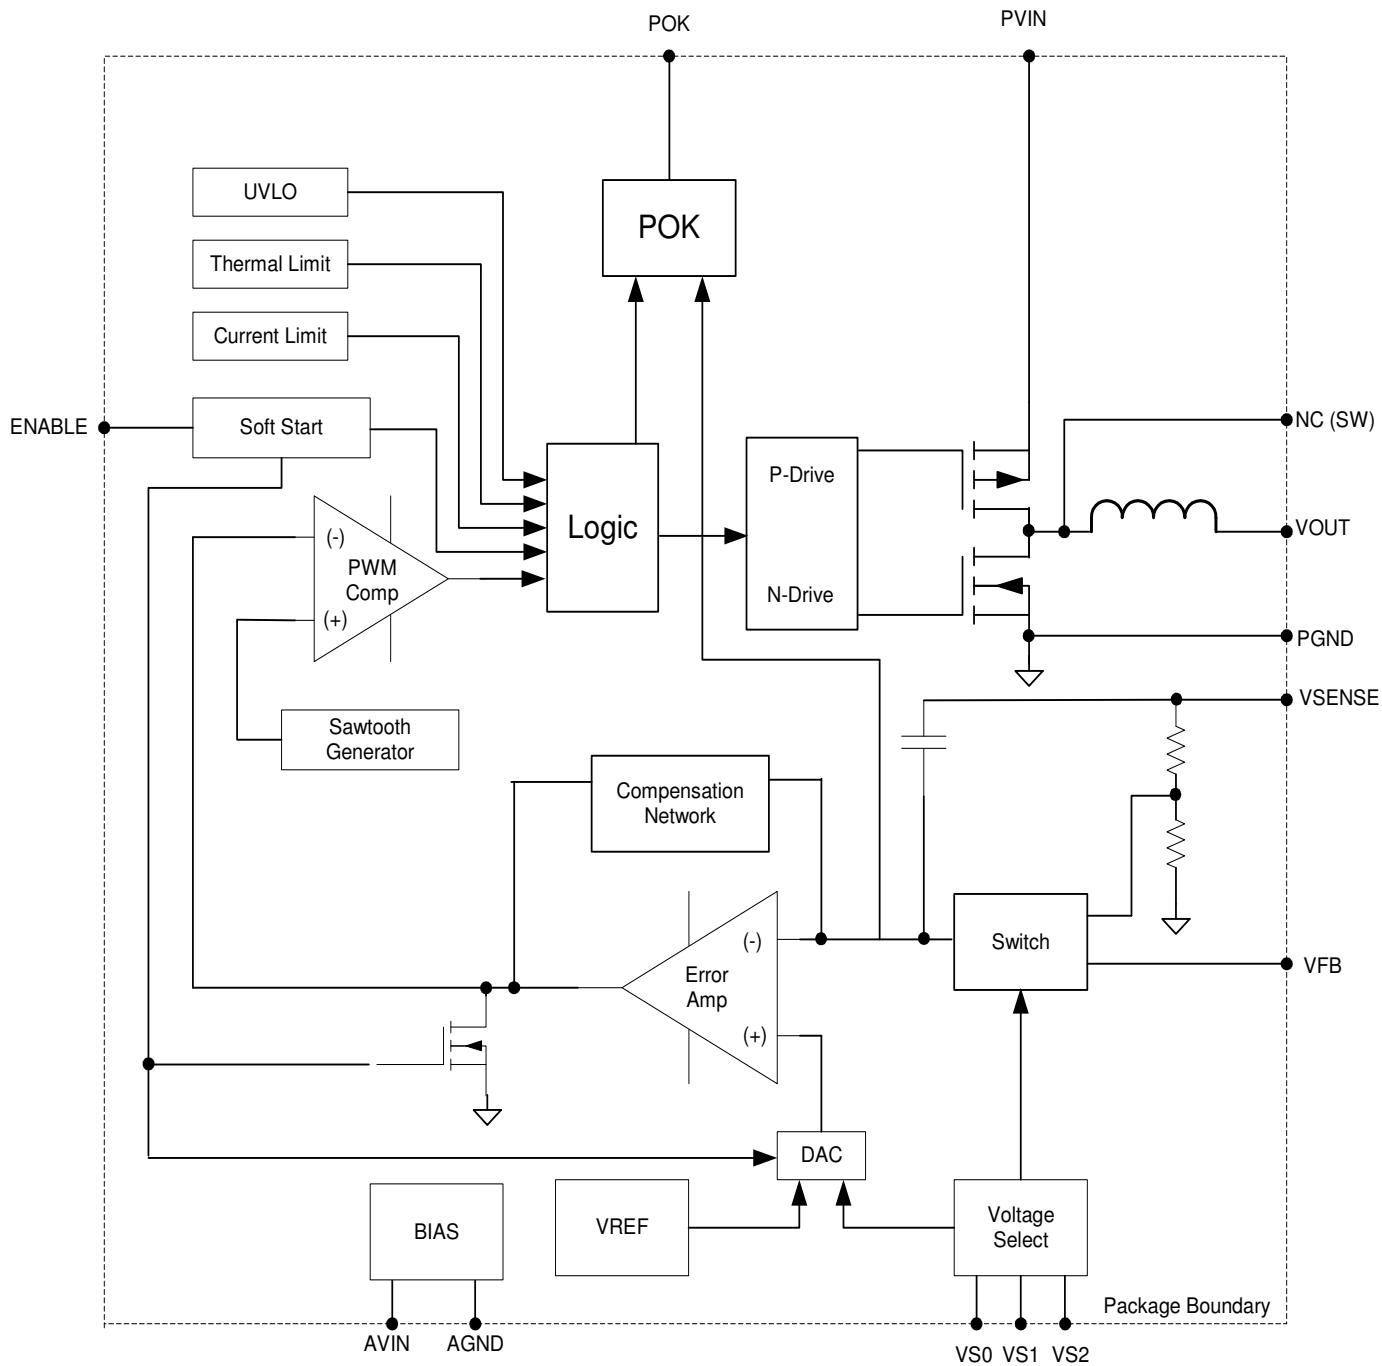 POK
PVIN
UVLO
POK
Thermal Limit
Current Limit
ENABLE
Soft Start
NC (SW)
P-Drive
Logic
VOUT
(-)
PWM
Comp
(+)
N-Drive
PGND
VSENSE
Sawtooth
Generator
Compensation
Network
(-)
Switch
VFB
Error
Amp
(+)
DAC
BIAS
VREF
Voltage
Select
Package Boundary
AVIN
AGND
VS0
VS1
VS2